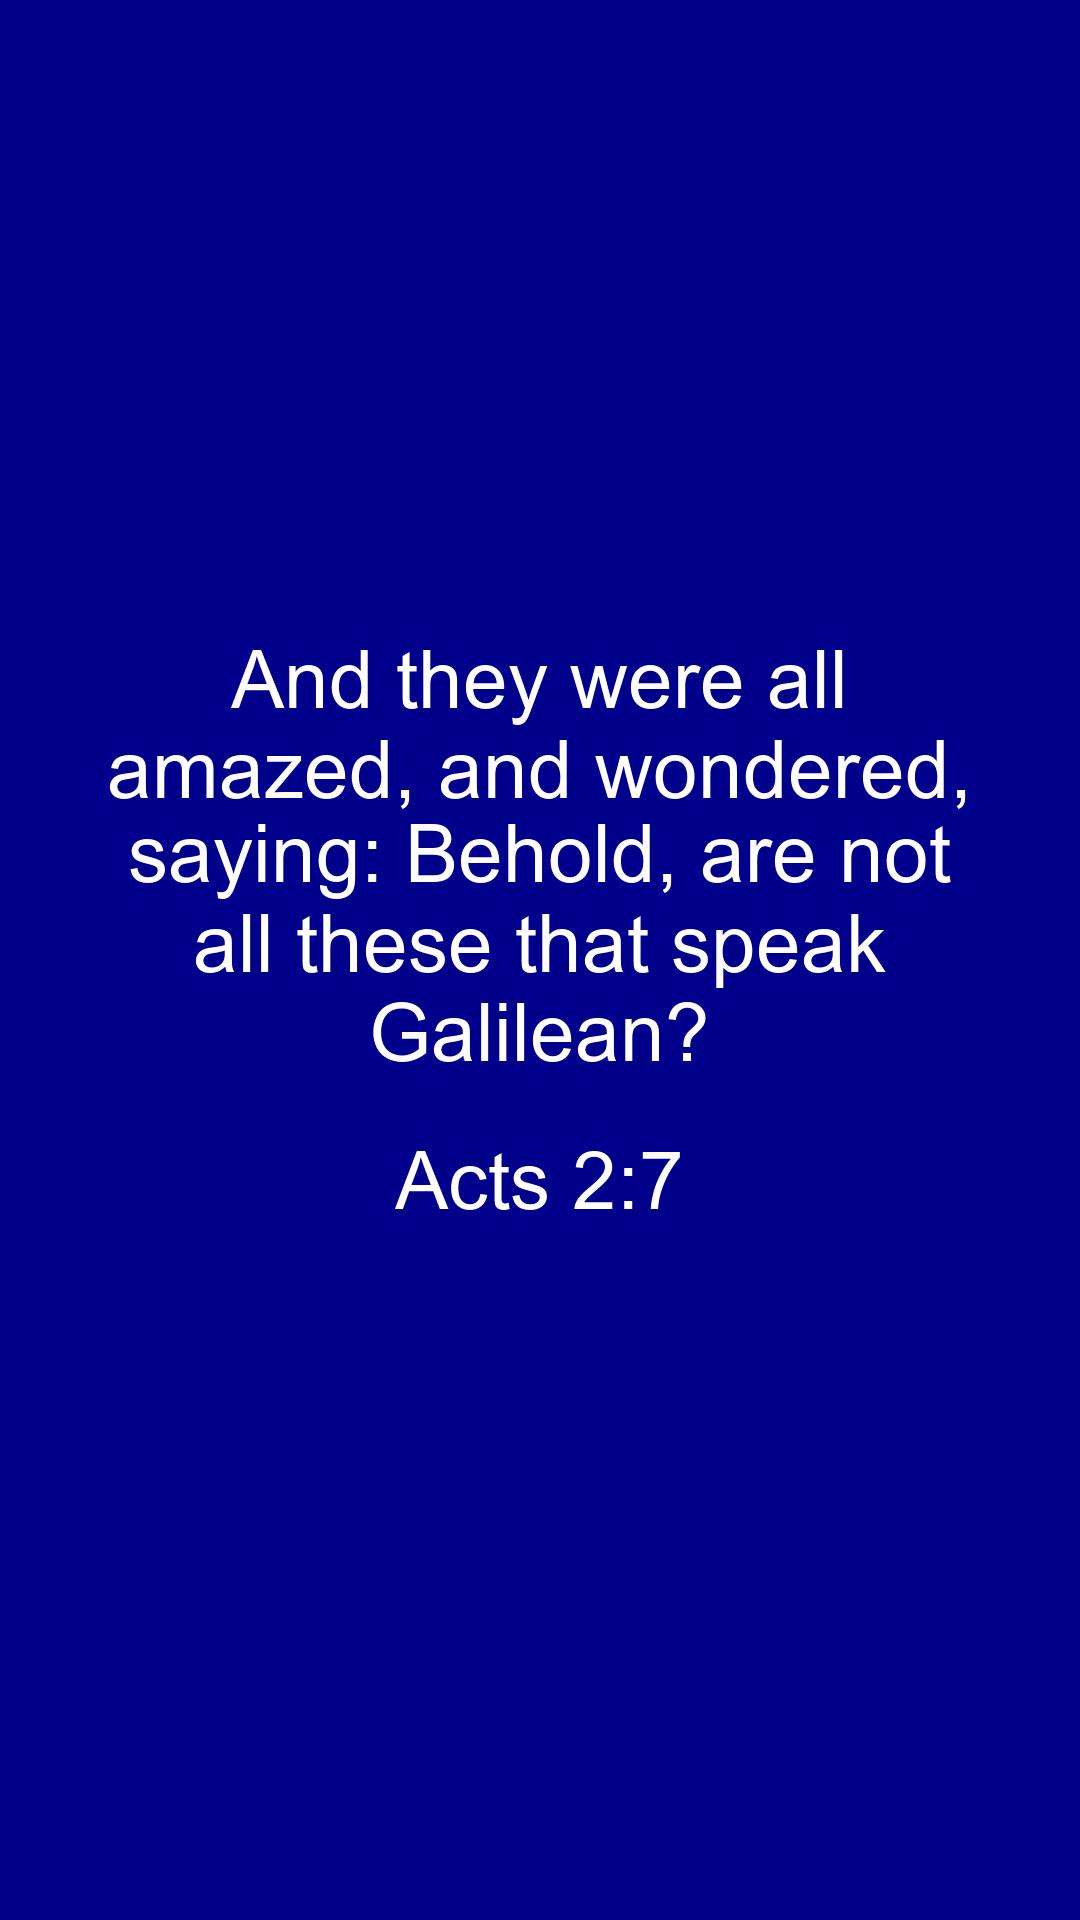 And they were all
amazed, and wondered,
saying: Behold, are not
all these that speak
Galilean?
Acts 2:7